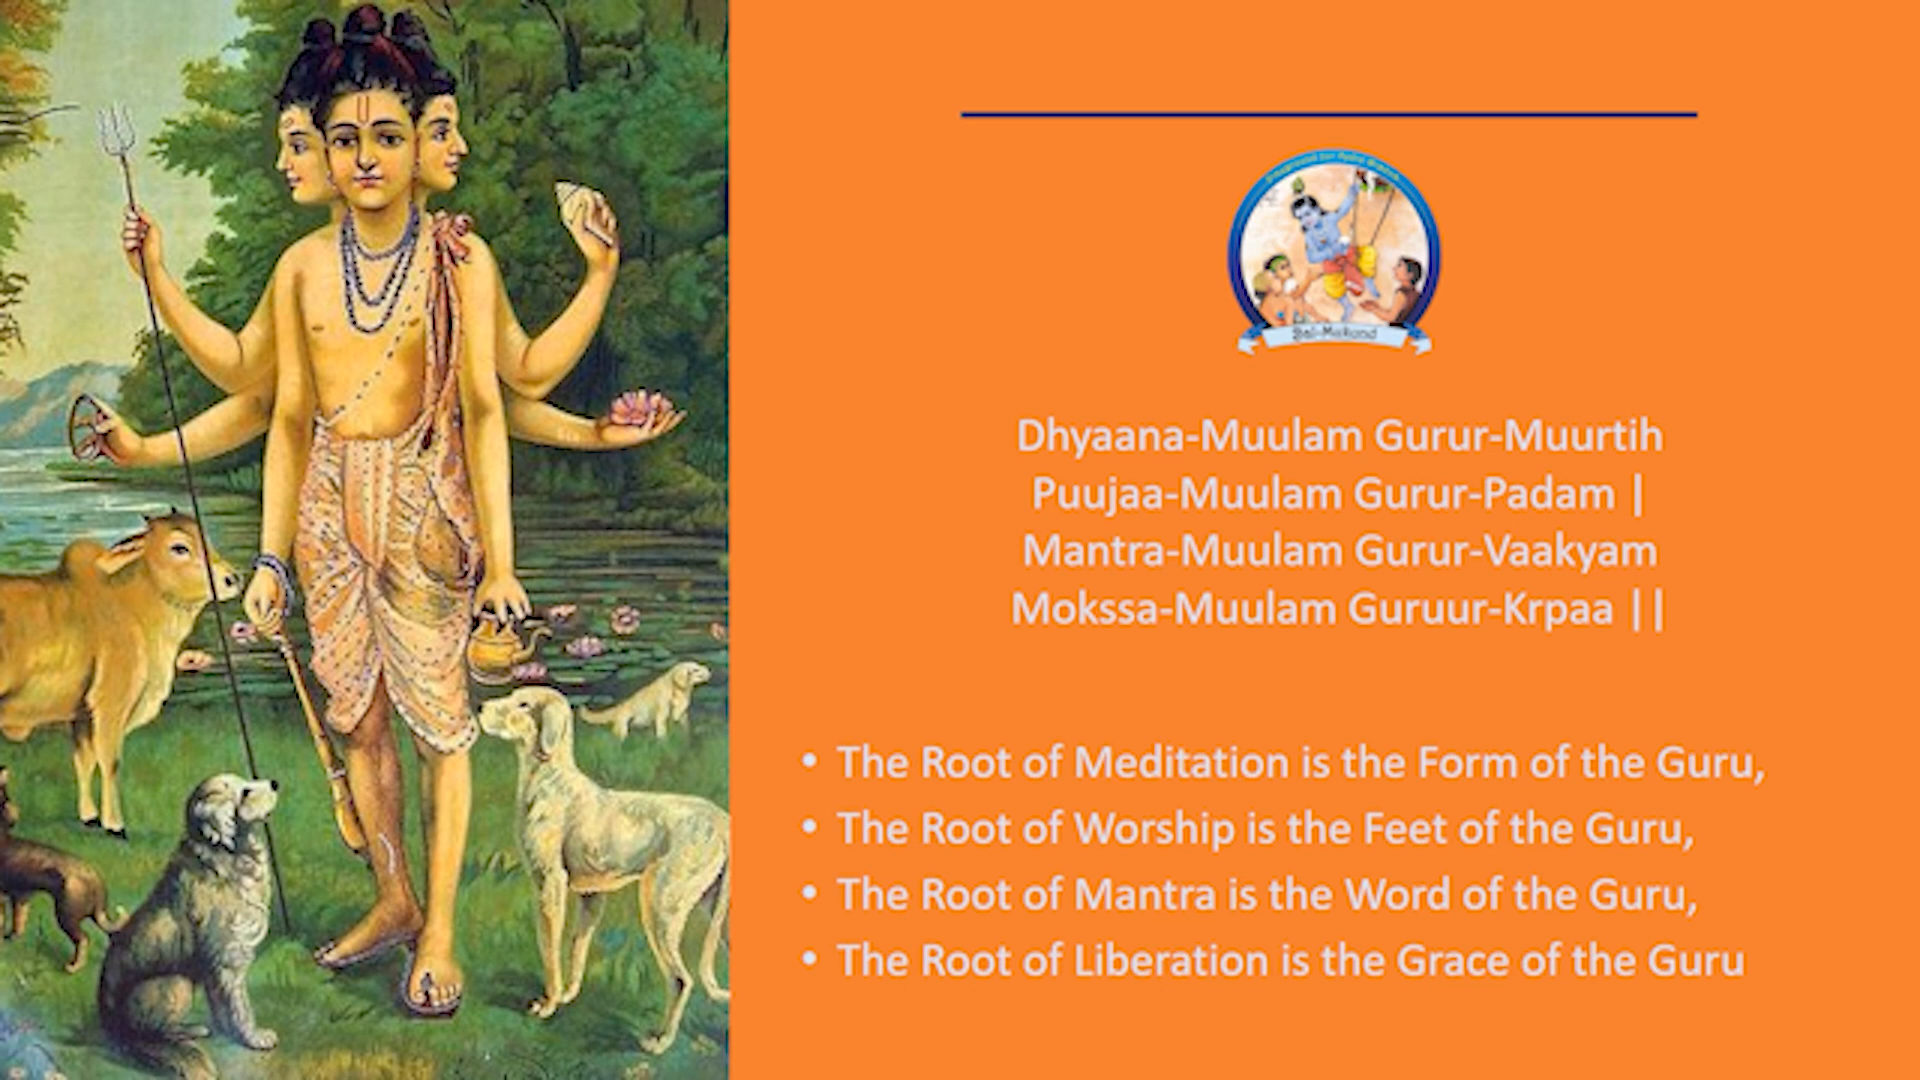 Bal-Mukund
Dhyaana-Muulam Gurur-Muurtih
Puujaa-Muulam Gurur-Padam |
Mantra-Muulam Gurur-Vaakyam
Mokssa-Muulam Guruur-Krpaa ||
• The Root of Meditation is the Form of the Guru,
• The Root of Worship is the Feet of the Guru,
• The Root of Mantra is the Word of the Guru,
• The Root of Liberation is the Grace of the Guru